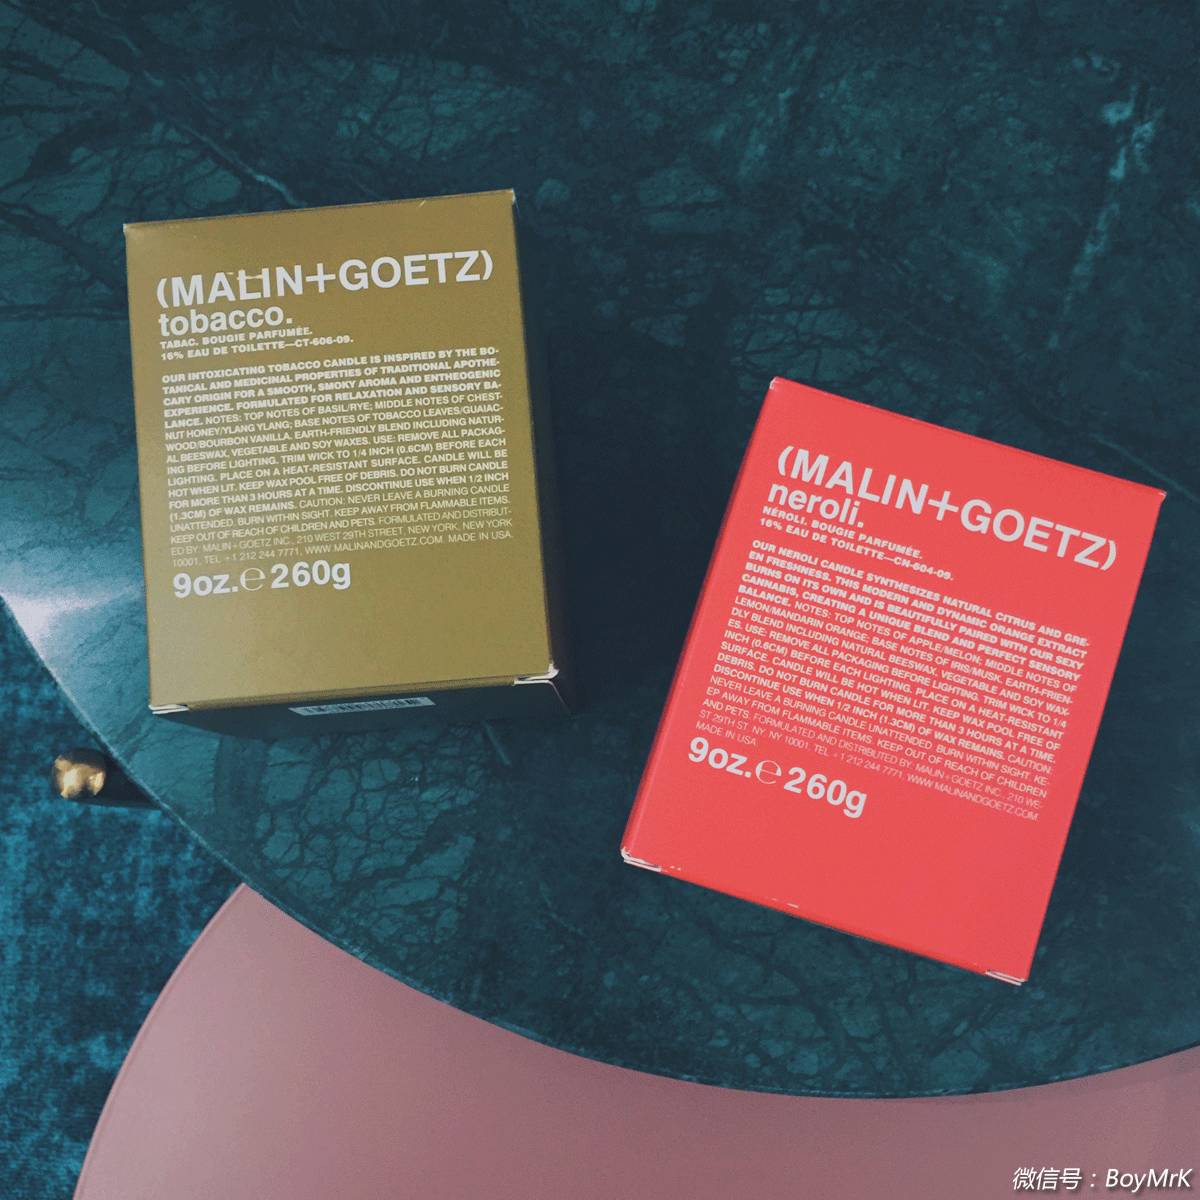 (MALIN+GOETZ)
tobacco.
TABAC. BOUGIE PARFUMÉE.
16% EAU DE TOILETTE—CT-606-09.
OUR INTOXICATING TOBACCO CANDLE IS INSPIRED BY THE BO-
TANICAL AND MEDICINAL PROPERTIES OF TRADITIONAL APOTHE-
CARY ORIGIN FOR A SMOOTH, SMOKY AROMA AND ENTHEOGENIC
EXPERIENCE. FORMULATED FOR RELAXATION AND SENSORY BA-
LANCE. NOTES: TOP NOTES OF BASIL/RYE; MIDDLE NOTES OF CHEST-
NUT HONEY/YLANG YLANG; BASE NOTES OF TOBACCO LEAVES/GUAIAC-
WOOD/BOURBON VANILLA. EARTH-FRIENDLY BLEND INCLUDING NATUR-
AL BEESWAX, VEGETABLE AND SOY WAXES. USE: REMOVE ALL PACKAG-
ING BEFORE LIGHTING. TRIM WICK TO 1/4 INCH (0.6CM) BEFORE EACH
LIGHTING. PLACE ON A HEAT-RESISTANT SURFACE. CANDLE WILL BE
HOT WHEN LIT. KEEP WAX POOL FREE OF DEBRIS. DO NOT BURN CANDLE
FOR MORE THAN 3 HOURS AT A TIME. DISCONTINUE USE WHEN 1/2 INCH
(1.3CM) OF WAX REMAINS. CAUTION: NEVER LEAVE A BURNING CANDLE
UNATTENDED. BURN WITHIN SIGHT. KEEP AWAY FROM FLAMMABLE ITEMS.
KEEP OUT OF REACH OF CHILDREN AND PETS. FORMULATED AND DISTRIBUT-
ED BY: MALIN+GOETZ INC., 210 WEST 29TH STREET, NEW YORK, NEW YORK
10001, TEL +1 212 244 7771, WWW.MALINANDGOETZ.COM. MADE IN USA.
9oz.℮260g
(MALIN+GOETZ)
neroli.
NÉROLI. BOUGIE PARFUMÉE.
16% EAU DE TOILETTE—CN-604-09.
OUR NEROLI CANDLE SYNTHESIZES NATURAL CITRUS AND GRE-
EN FRESHNESS. THIS MODERN AND DYNAMIC ORANGE EXTRACT
BURNS ON ITS OWN AND IS BEAUTIFULLY PAIRED WITH OUR SEXY
CANNABIS, CREATING A UNIQUE BLEND AND PERFECT SENSORY
BALANCE. NOTES: TOP NOTES OF APPLE/MELON; MIDDLE NOTES OF
LEMON/MANDARIN ORANGE; BASE NOTES OF IRIS/MUSK. EARTH-FRIEN-
DLY BLEND INCLUDING NATURAL BEESWAX, VEGETABLE AND SOY WAX-
ES. USE: REMOVE ALL PACKAGING BEFORE LIGHTING. TRIM WICK TO 1/4
INCH (0.6CM) BEFORE EACH LIGHTING. PLACE ON A HEAT-RESISTANT
SURFACE. CANDLE WILL BE HOT WHEN LIT. KEEP WAX POOL FREE OF
DEBRIS. DO NOT BURN CANDLE FOR MORE THAN 3 HOURS AT A TIME.
DISCONTINUE USE WHEN 1/2 INCH (1.3CM) OF WAX REMAINS. CAUTION:
NEVER LEAVE A BURNING CANDLE UNATTENDED. BURN WITHIN SIGHT. KE-
EP AWAY FROM FLAMMABLE ITEMS. KEEP OUT OF REACH OF CHILDREN
AND PETS. FORMULATED AND DISTRIBUTED BY: MALIN+GOETZ INC., 210 WE-
ST 29TH ST. NY, NY 10001, TEL +1 212 244 7771, WWW.MALINANDGOETZ.COM.
MADE IN USA.
9oz.℮260g
微信号：BoyMrK